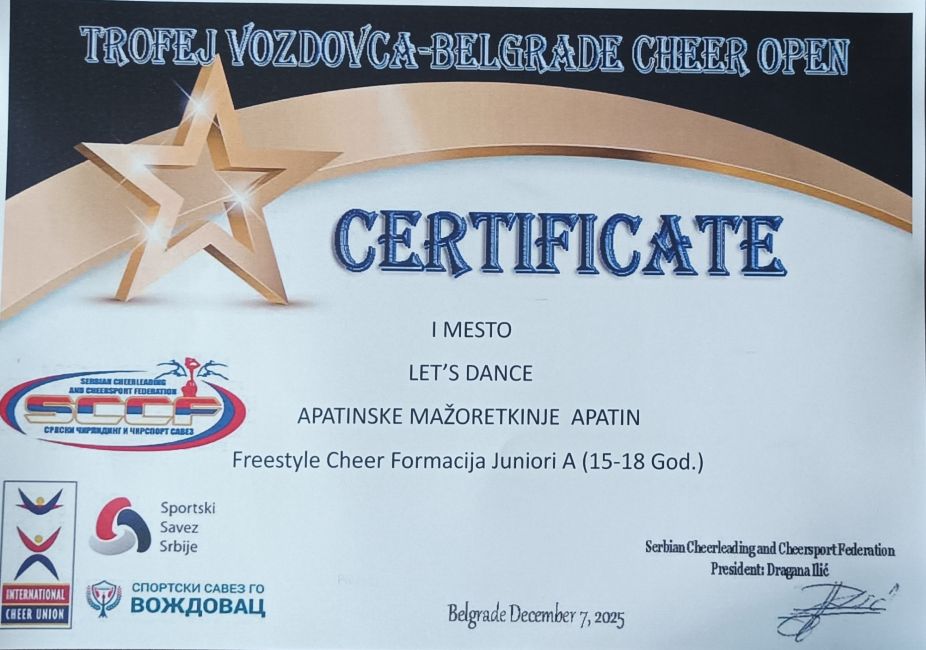 TROFEJ VOZDOVCA-BELGRADE CHEER OPEN
CERTIFICATE
I MESTO
LET'S DANCE
APATINSKE MAŽORETKINJE APATIN
Freestyle Cheer Formacija Juniori A (15-18 God.)
SERBIAN CHEERLEADING
AND CHEERSPORT FEDERATION
SCCF
СРПСКИ ЧИРЛИДИНГ И ЧИРСПОРТ САВЕЗ
INTERNATIONAL
CHEER UNION
Sportski
Savez
Srbije
СПОРТСКИ САВЕЗ ГО
ВОЖДОВАЦ
Serbian Cheerleading and Cheersport Federation
President: Dragana Ilić
Belgrade December 7, 2025